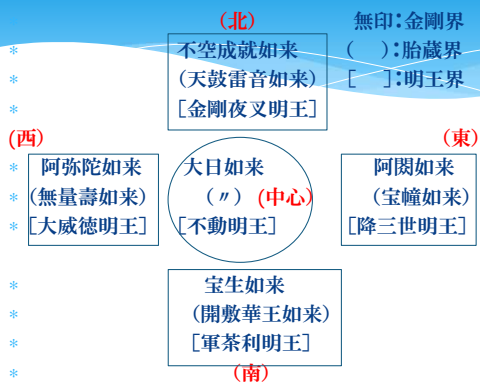 (北)
無印:金剛界
(　):胎蔵界
[　]:明王界
不空成就如来
(天鼓雷音如来)
[金剛夜叉明王]
(西)
(東)
阿弥陀如来
(無量壽如来)
[大威徳明王]
大日如来
(〃) (中心)
[不動明王]
阿閦如来
(宝幢如来)
[降三世明王]
宝生如来
(開敷華王如来)
[軍荼利明王]
(南)